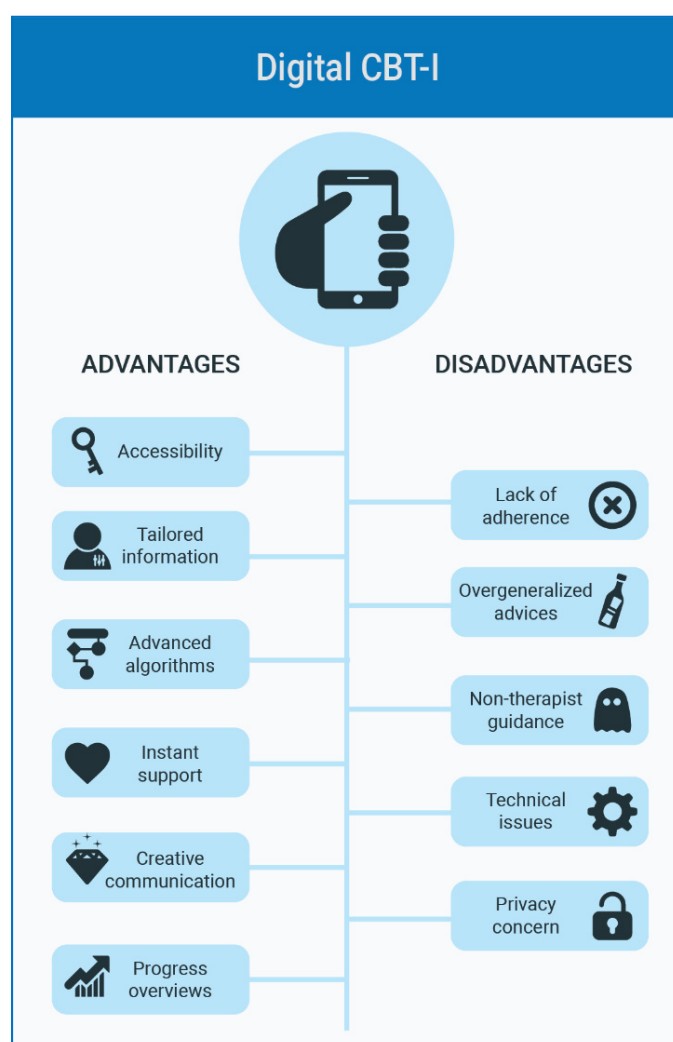 Digital CBT-I
ADVANTAGES
Accessibility
Tailored
information
Advanced
algorithms
Instant
support
Creative
communication
Progress
overviews
DISADVANTAGES
Lack of
adherence
Overgeneralized
advices
Non-therapist
guidance
Technical
issues
Privacy
concern